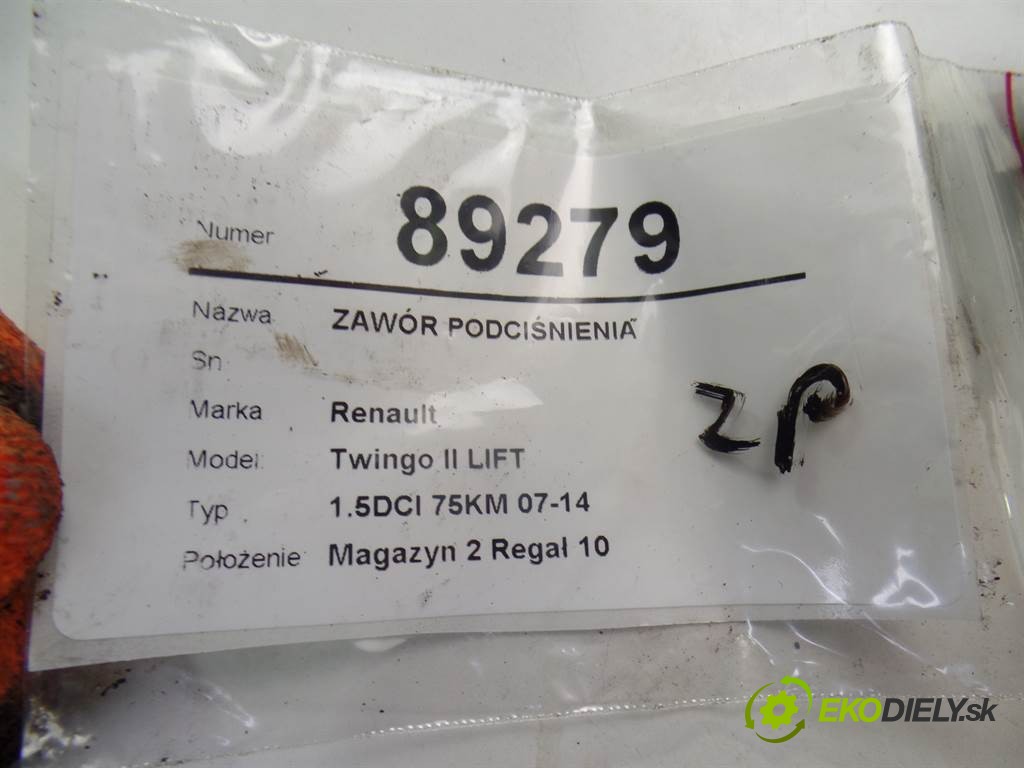 Numer 89279
Nazwa ZAWÓR PODCIŚNIENIA
Sn
Marka Renault
Model: Twingo II LIFT
Typ 1.5DCI 75KM 07-14
Położenie Magazyn 2 Regał 10
ZP
EKODIELY.sk